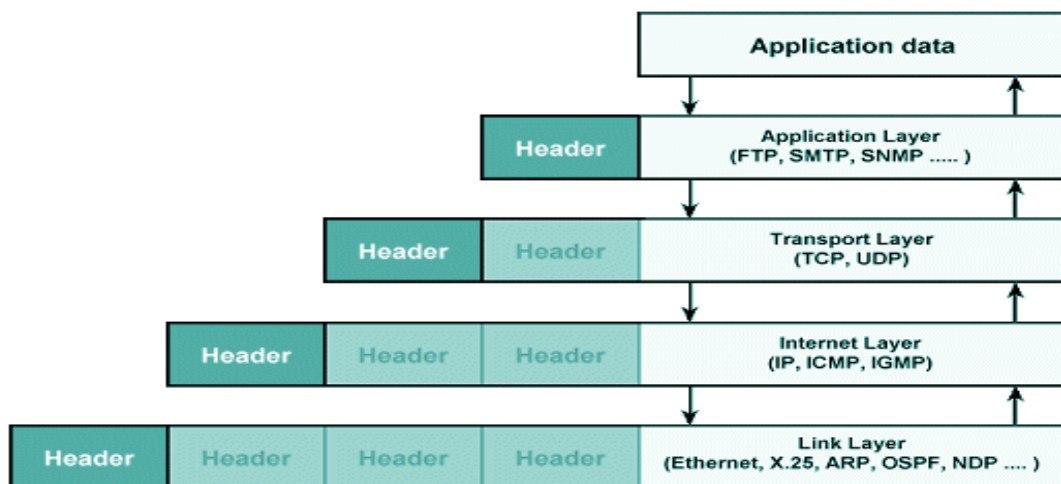 Application data
Header
Application Layer
(FTP, SMTP, SNMP ..... )
Header Header
Transport Layer
(TCP, UDP)
Header Header Header
Internet Layer
(IP, ICMP, IGMP)
Header Header Header Header
Link Layer
(Ethernet, X.25, ARP, OSPF, NDP .... )